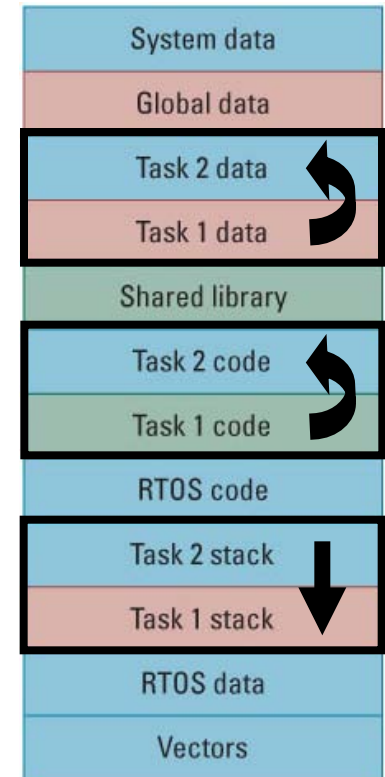 System data
Global data
Task 2 data
Task 1 data
Shared library
Task 2 code
Task 1 code
RTOS code
Task 2 stack
Task 1 stack
RTOS data
Vectors